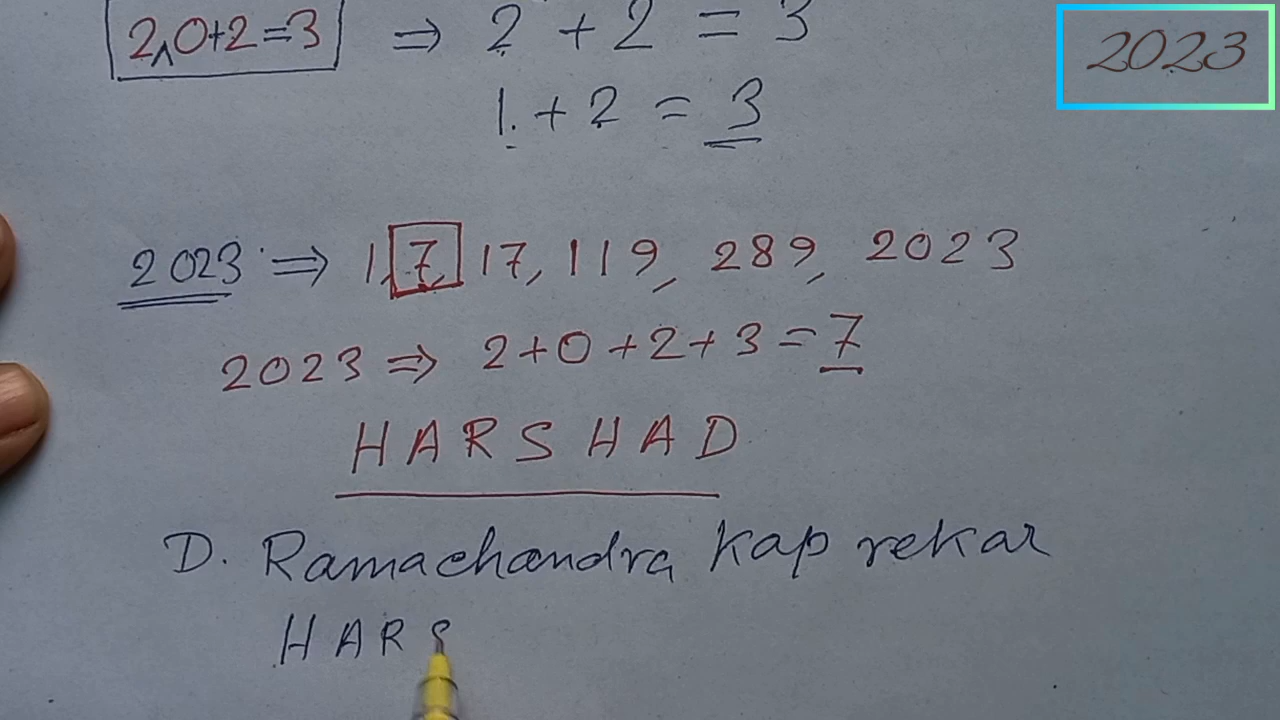 2‸0+2=3 ⇒ 2 + 2 = 3
2023
1 + 2 = 3
2023 ⇒ 1, 7, 17, 119, 289, 2023
2023 ⇒ 2+0+2+3=7
HARSHAD
D. Ramachandra Kaprekar
HARS